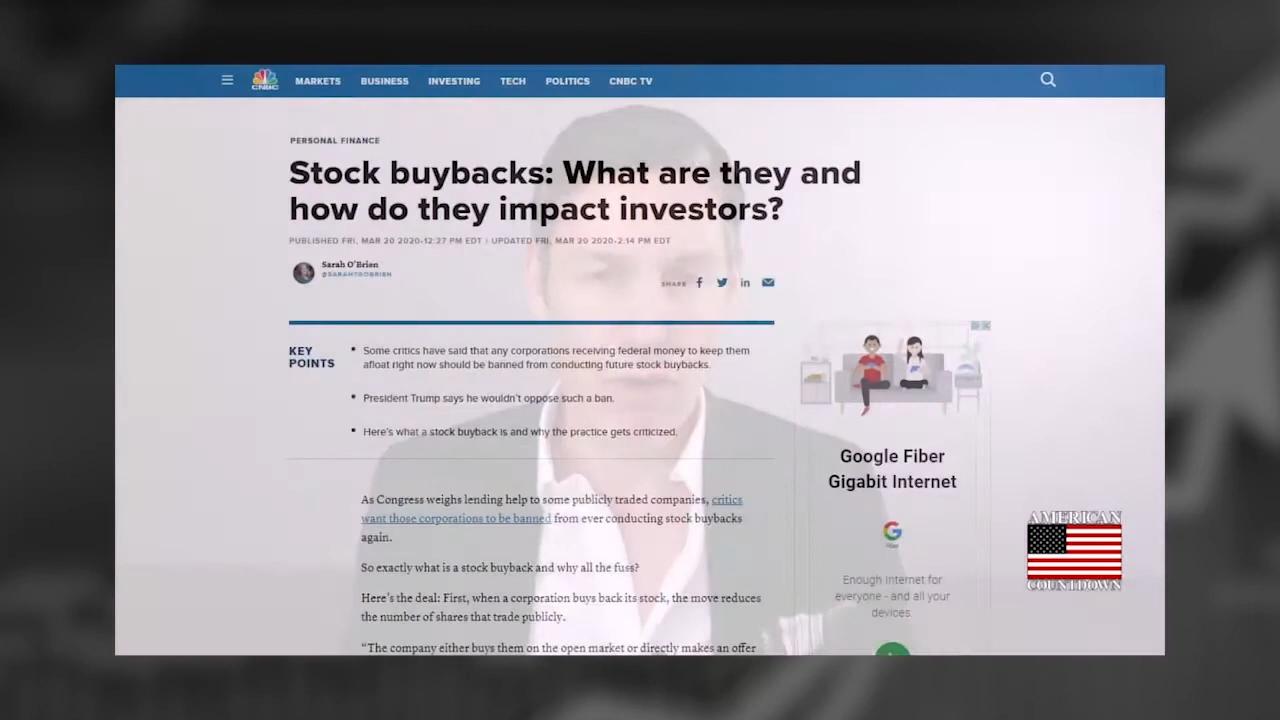 CNBC
MARKETS BUSINESS INVESTING TECH POLITICS CNBC TV
PERSONAL FINANCE
Stock buybacks: What are they and
how do they impact investors?
PUBLISHED FRI, MAR 20 2020•12:27 PM EDT | UPDATED FRI, MAR 20 2020•2:14 PM EDT
Sarah O'Brien
@SARAHTGOBRIEN
SHARE
KEY
POINTS
• Some critics have said that any corporations receiving federal money to keep them
afloat right now should be banned from conducting future stock buybacks.
• President Trump says he wouldn't oppose such a ban.
• Here's what a stock buyback is and why the practice gets criticized.
As Congress weighs lending help to some publicly traded companies, critics
want those corporations to be banned from ever conducting stock buybacks
again.
So exactly what is a stock buyback and why all the fuss?
Here's the deal: First, when a corporation buys back its stock, the move reduces
the number of shares that trade publicly.
"The company either buys them on the open market or directly makes an offer
Google Fiber
Gigabit Internet
Enough Internet for
everyone - and all your
devices.
AMERICAN
COUNTDOWN